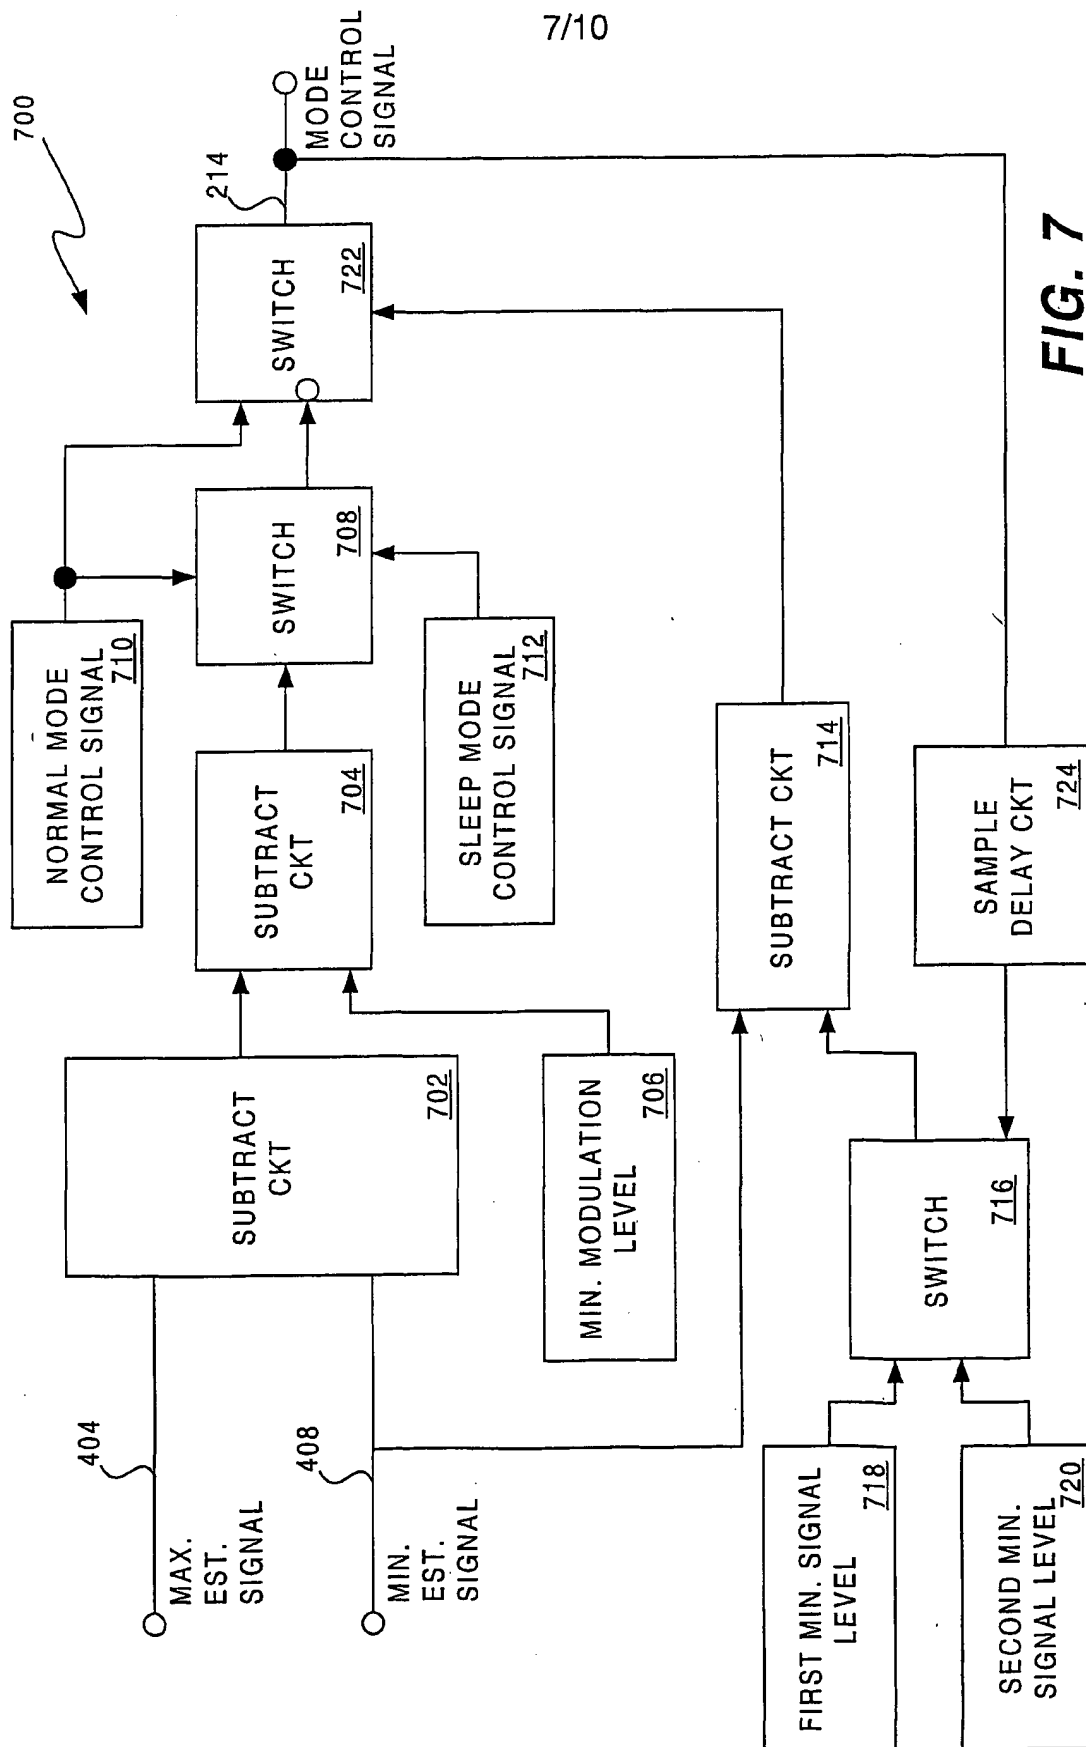 7/10
700
MAX.
EST.
SIGNAL
404
MIN.
EST.
SIGNAL
408
SUBTRACT
CKT
702
MIN. MODULATION
LEVEL
706
SUBTRACT
CKT
704
NORMAL MODE
CONTROL SIGNAL
710
SWITCH
708
SLEEP MODE
CONTROL SIGNAL
712
SWITCH
722
214
MODE
CONTROL
SIGNAL
FIRST MIN. SIGNAL
LEVEL
718
SECOND MIN.
SIGNAL LEVEL
720
SWITCH
716
SUBTRACT CKT
714
SAMPLE
DELAY CKT
724
FIG. 7